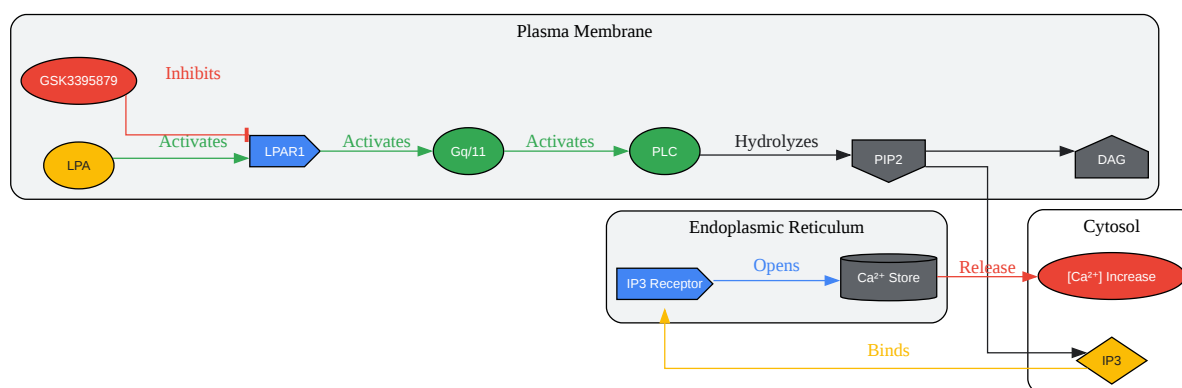 Plasma Membrane
GSK3395879
Inhibits
LPA
Activates
LPAR1
Activates
Gq/11
Activates
PLC
Hydrolyzes
PIP2
DAG
Endoplasmic Reticulum
IP3 Receptor
Opens
Ca²⁺ Store
Release
Cytosol
[Ca²⁺] Increase
Binds
IP3